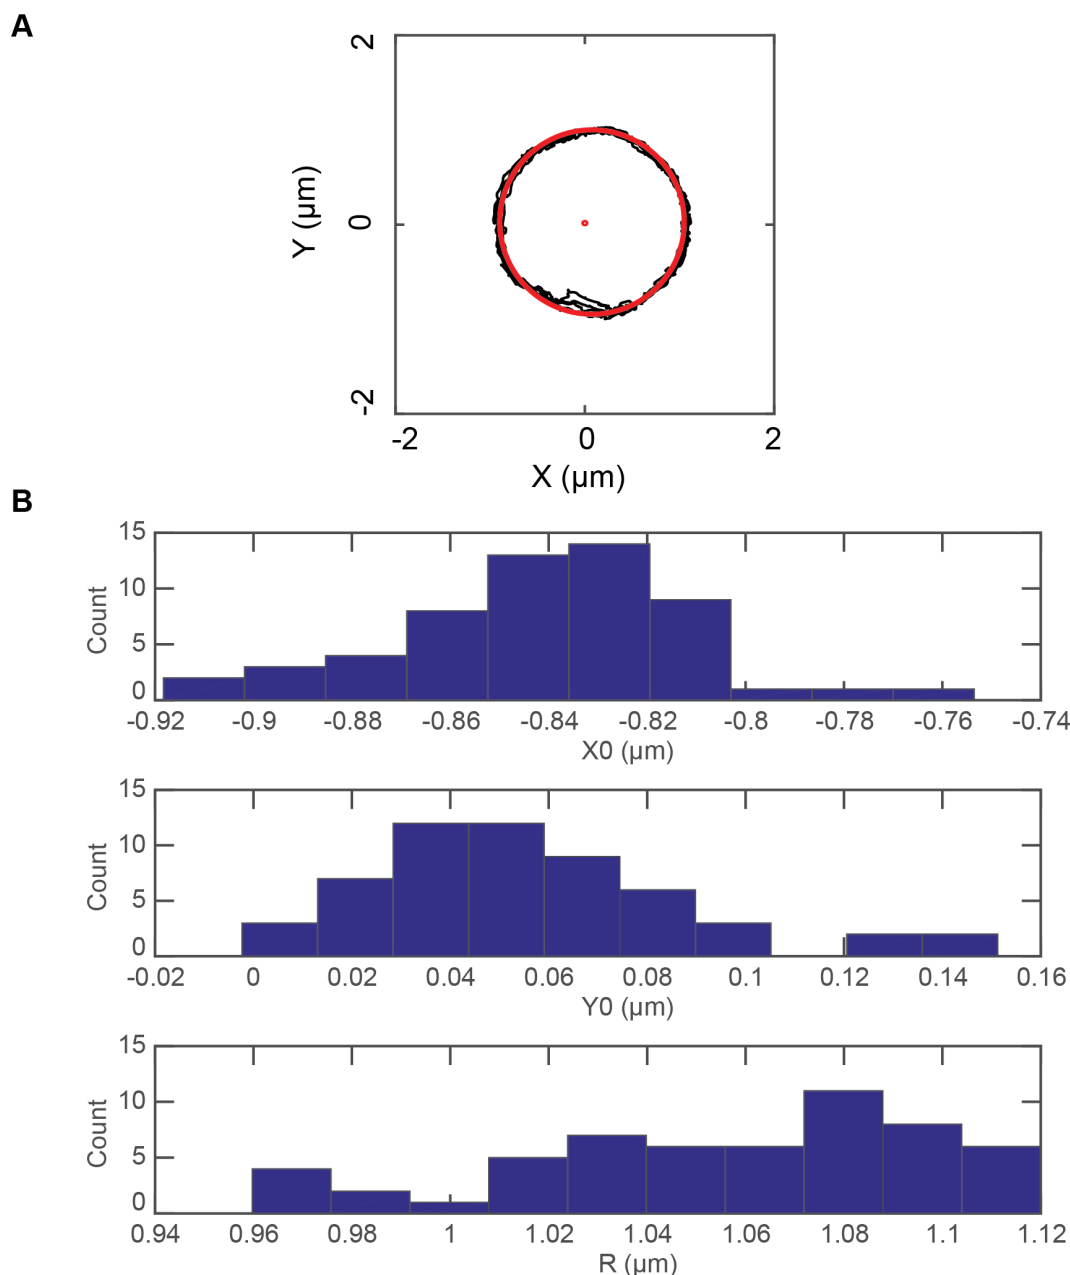 A
2
0
-2
Y (µm)
-2 0 2
X (µm)
B
15
10
5
0
Count
-0.92 -0.9 -0.88 -0.86 -0.84 -0.82 -0.8 -0.78 -0.76 -0.74
X0 (µm)
15
10
5
0
Count
-0.02 0 0.02 0.04 0.06 0.08 0.1 0.12 0.14 0.16
Y0 (µm)
15
10
5
0
Count
0.94 0.96 0.98 1 1.02 1.04 1.06 1.08 1.1 1.12
R (µm)